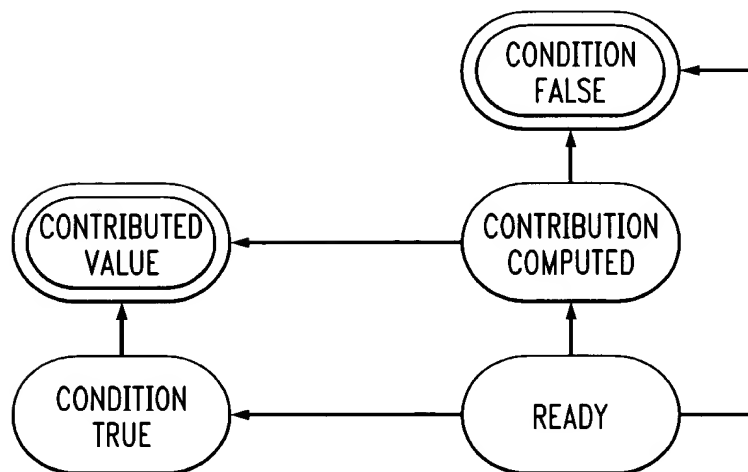 CONDITION
FALSE
CONTRIBUTED
VALUE
CONTRIBUTION
COMPUTED
CONDITION
TRUE
READY